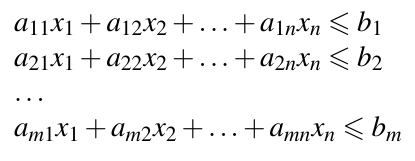 a₁₁x₁ + a₁₂x₂ + … + a₁ₙxₙ ⩽ b₁
a₂₁x₁ + a₂₂x₂ + … + a₂ₙxₙ ⩽ b₂
…
aₘ₁x₁ + aₘ₂x₂ + … + aₘₙxₙ ⩽ bₘ